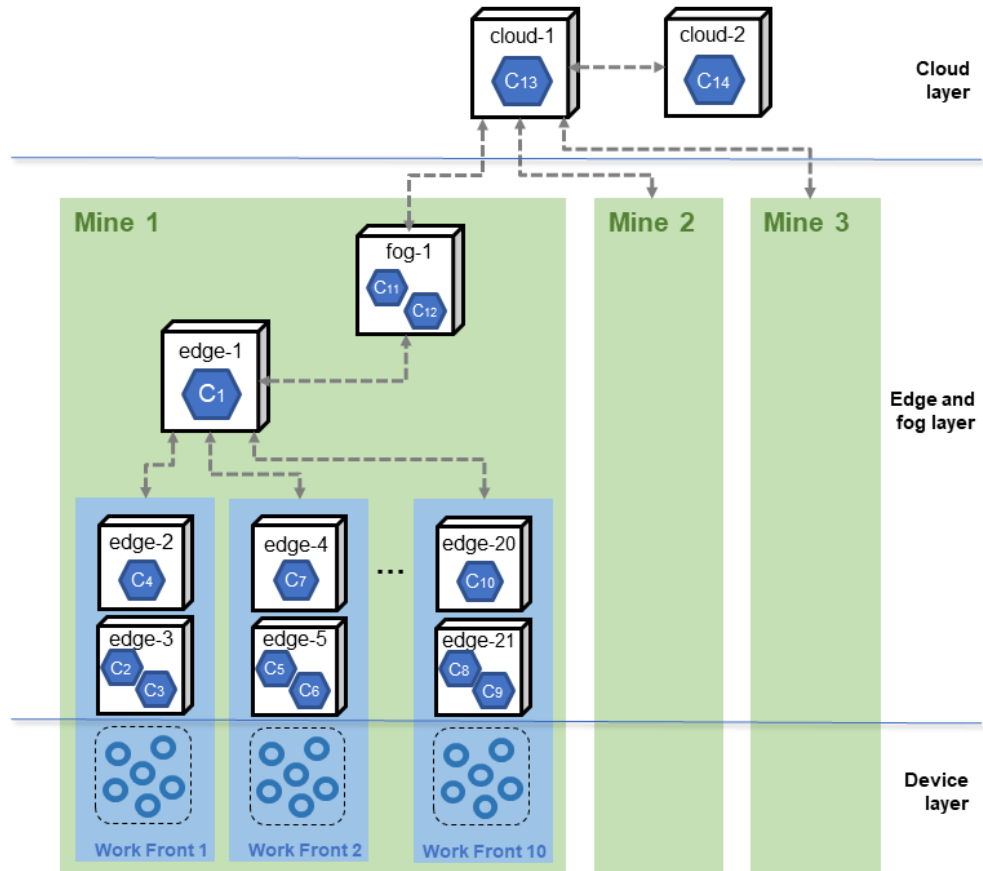 cloud-1
C13
cloud-2
C14
Cloud
layer
Mine 1
Mine 2
Mine 3
fog-1
C11
C12
edge-1
C1
Edge and
fog layer
edge-2
C4
edge-4
C7
...
edge-20
C10
edge-3
C2
C3
edge-5
C5
C6
edge-21
C8
C9
Device
layer
Work Front 1
Work Front 2
Work Front 10